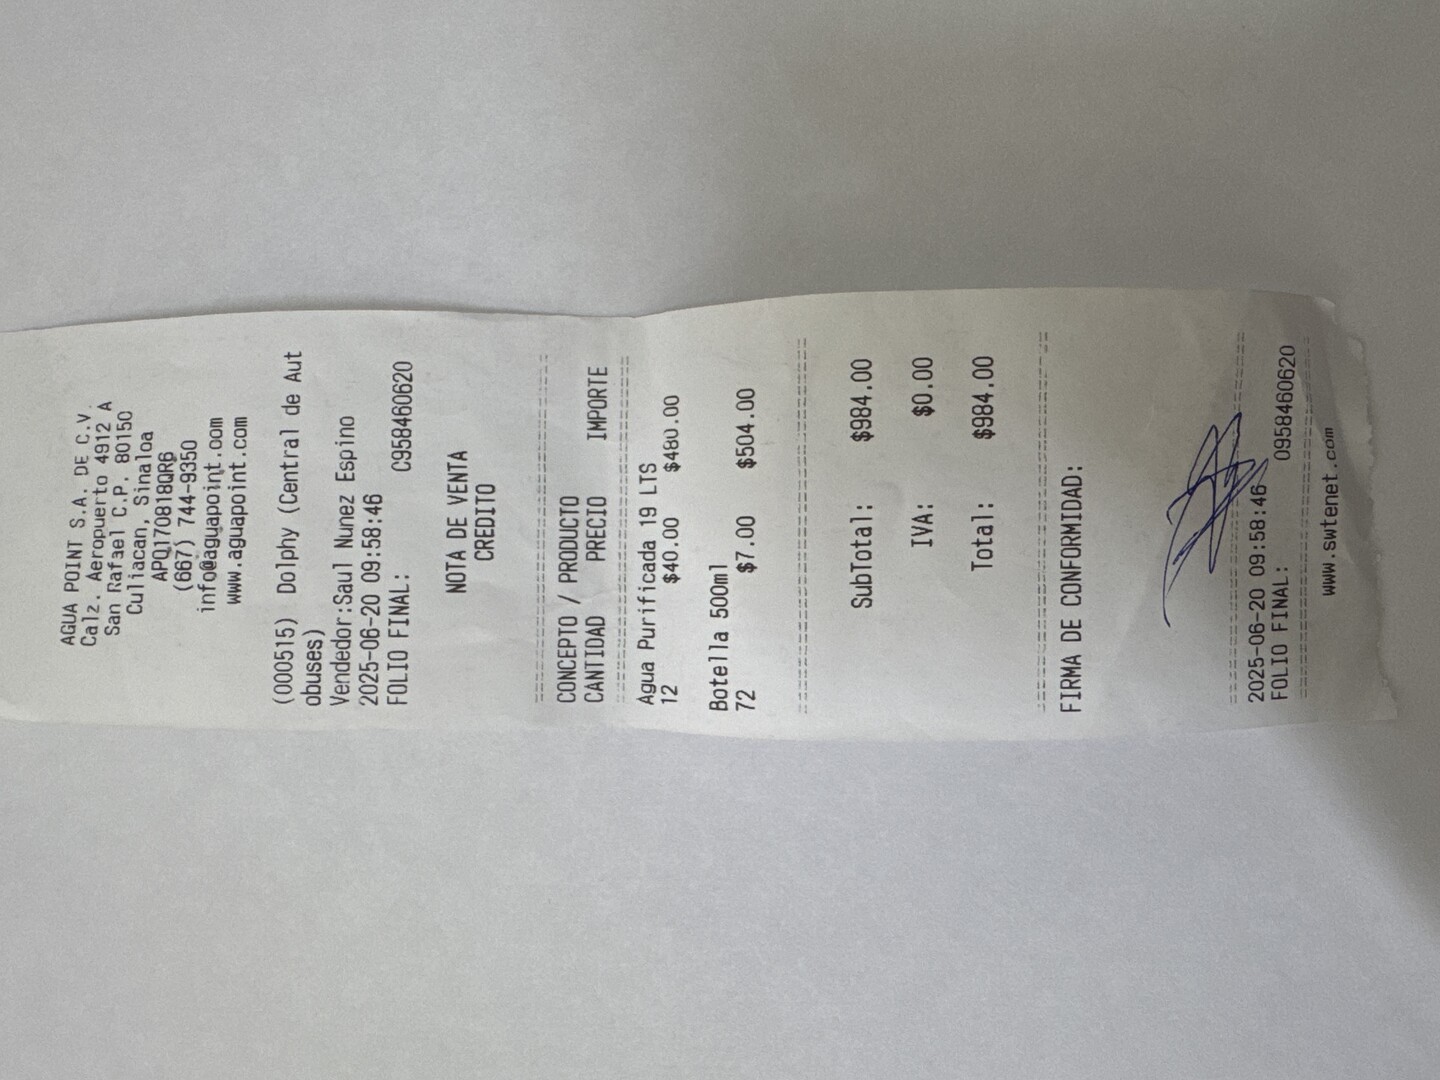 AGUA POINT S.A. DE C.V.
Calz. Aeropuerto 4912 A
San Rafael C.P. 80150
Culiacan, Sinaloa
APO170818QR6
(667) 744-9350
info@aguapoint.com
www.aguapoint.com
(000515) Dolphy (Central de Aut
obuses)
Vendedor:Saul Nunez Espino
2025-06-20 09:58:46
FOLIO FINAL: C958460620
NOTA DE VENTA
CREDITO
CONCEPTO / PRODUCTO
CANTIDAD PRECIO IMPORTE
Agua Purificada 19 LTS
12 $40.00 $480.00
Botella 500ml
72 $7.00 $504.00
SubTotal: $984.00
IVA: $0.00
Total: $984.00
FIRMA DE CONFORMIDAD:
2025-06-20 09:58:46
FOLIO FINAL: 0958460620
www.swtenet.com